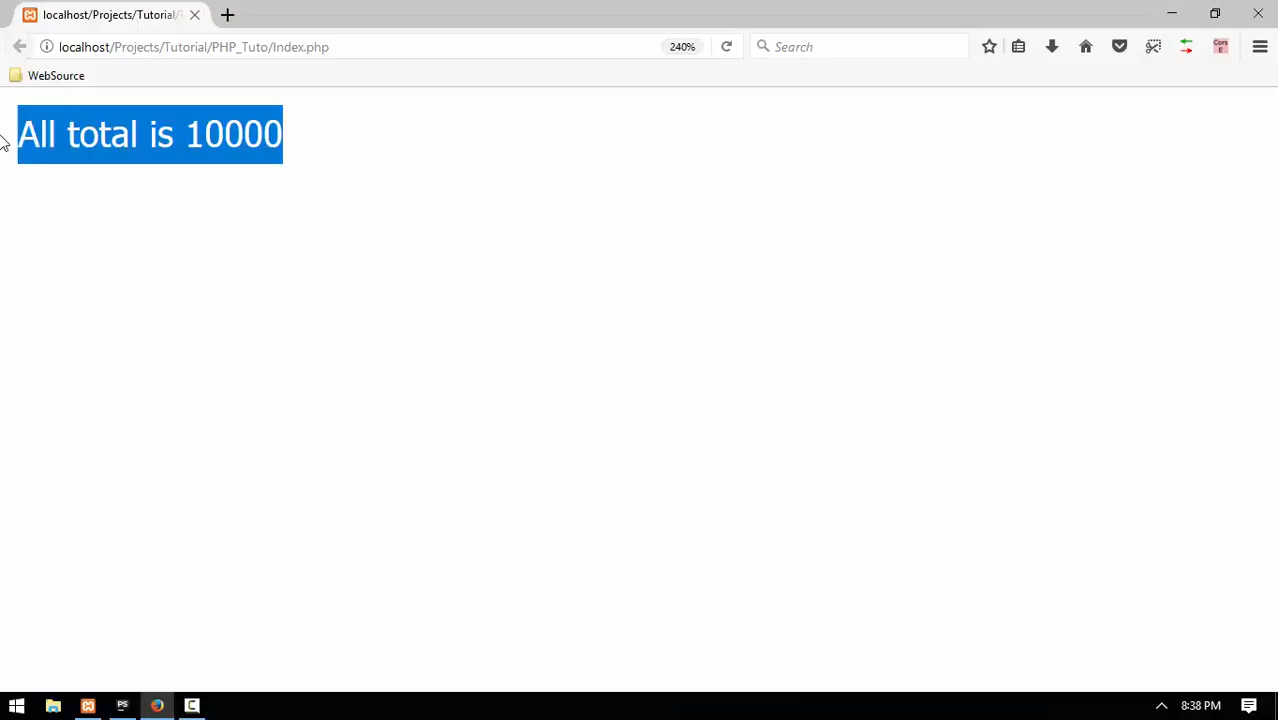 localhost/Projects/Tutorial/
localhost/Projects/Tutorial/PHP_Tuto/Index.php
240%
Search
WebSource
All total is 10000
PS
8:38 PM